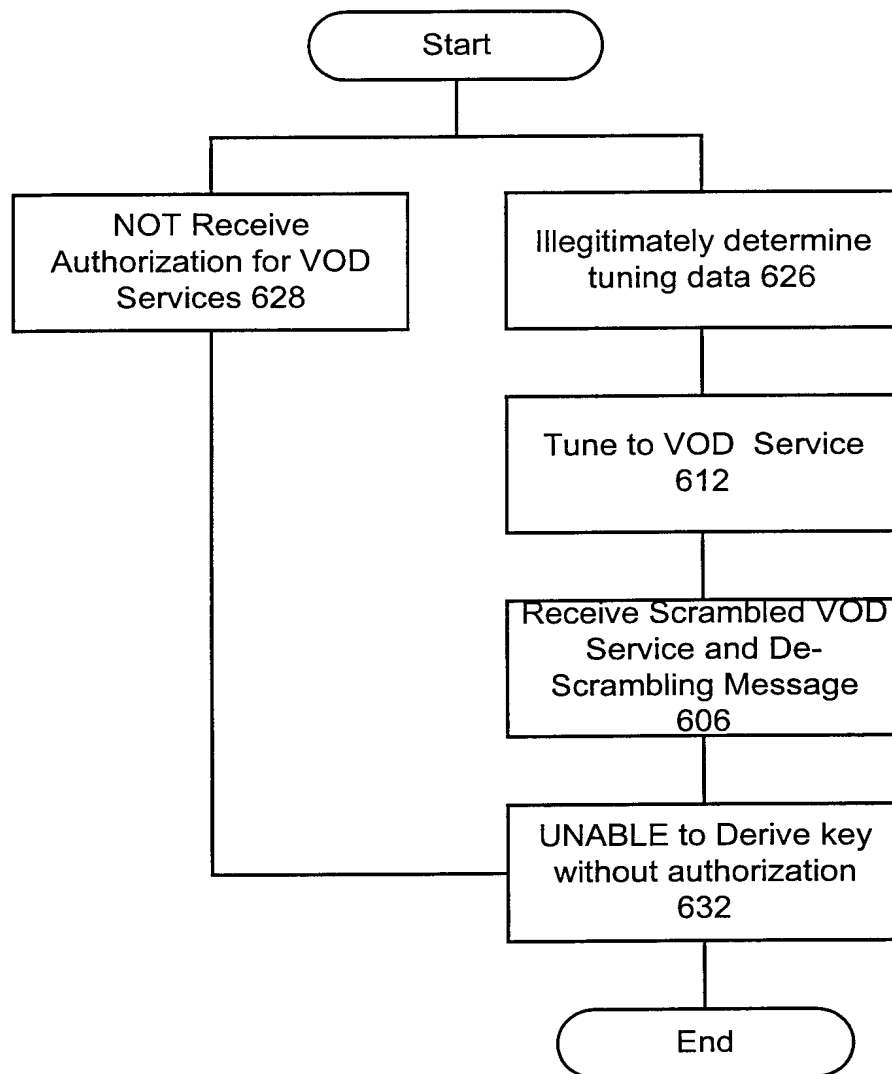 Start
NOT Receive
Authorization for VOD
Services 628
Illegitimately determine
tuning data 626
Tune to VOD Service
612
Receive Scrambled VOD
Service and De-
Scrambling Message
606
UNABLE to Derive key
without authorization
632
End